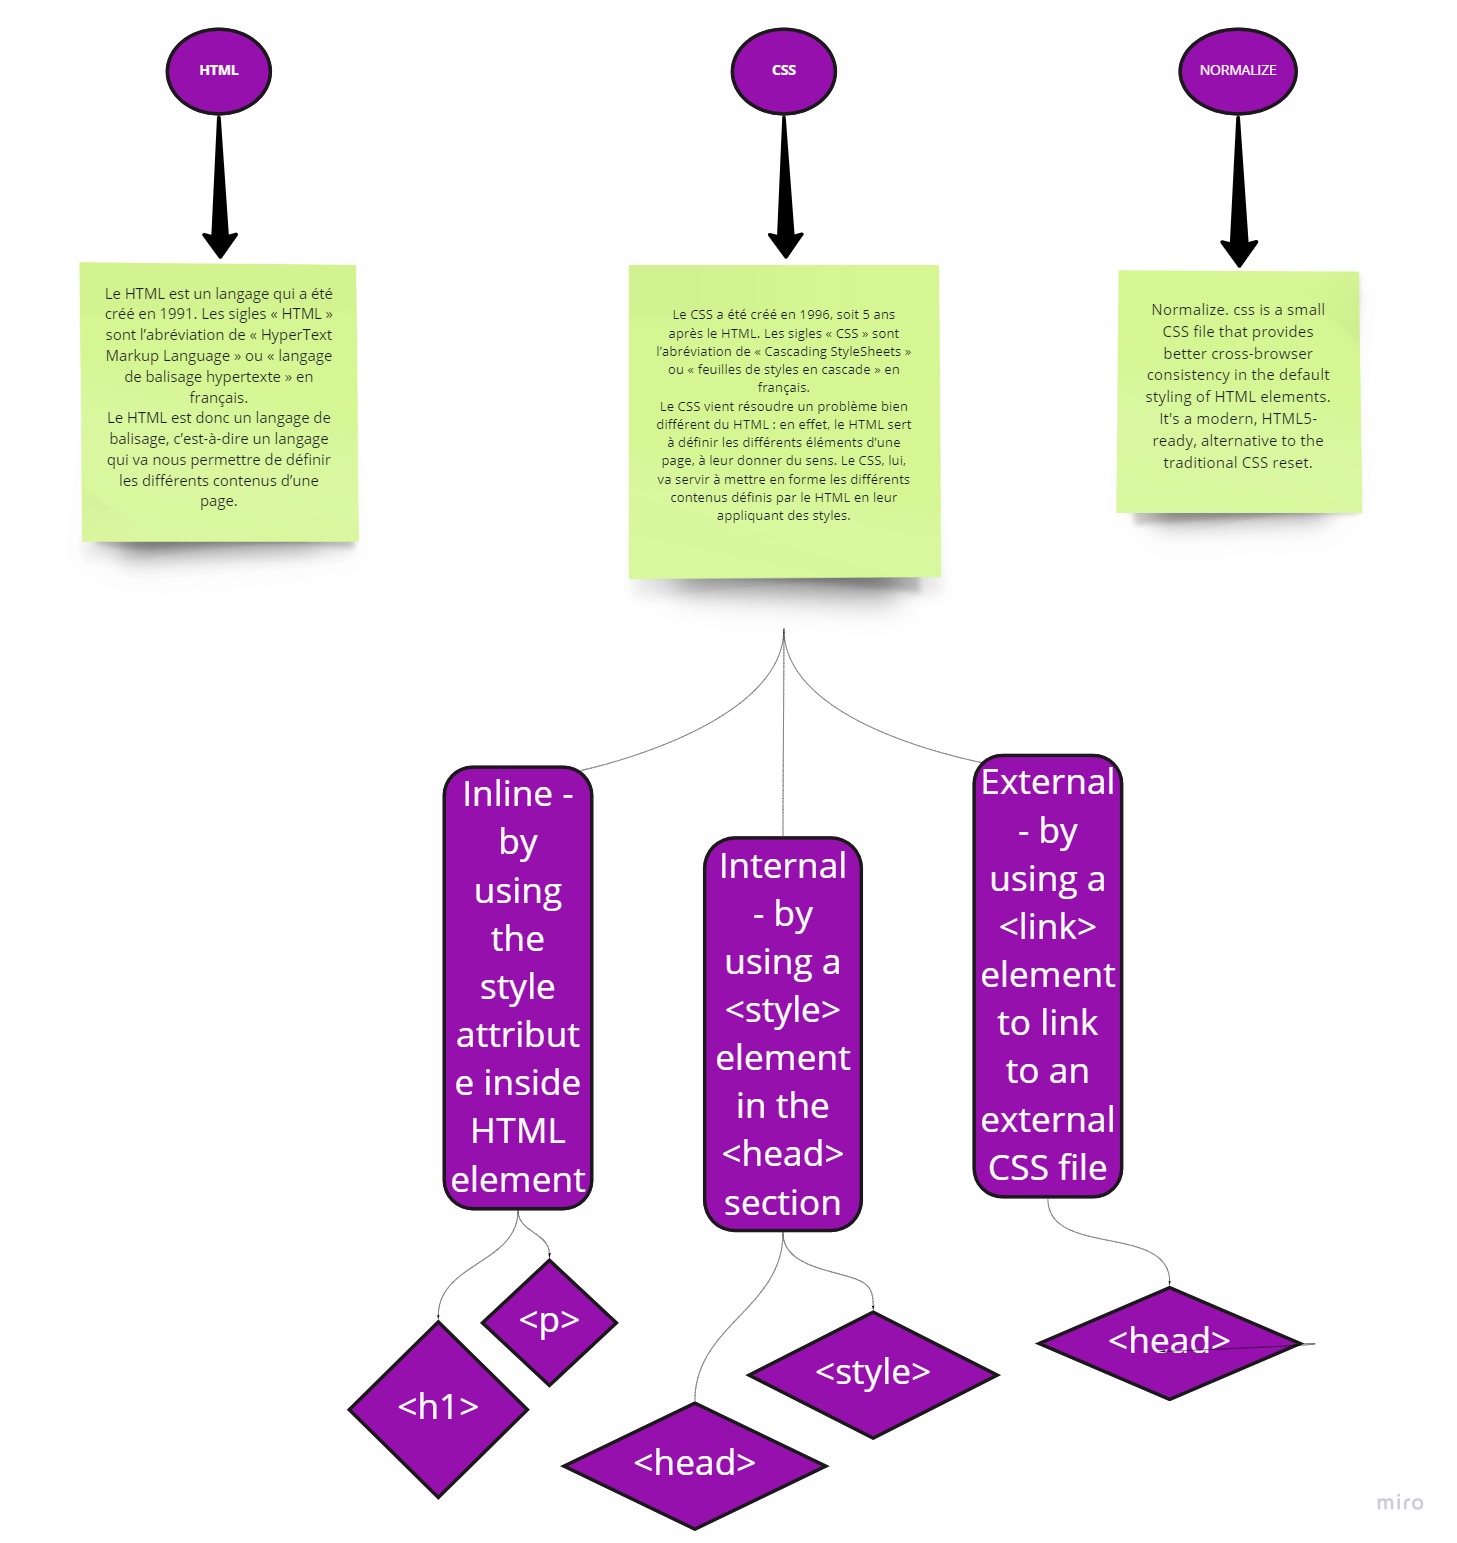 HTML
CSS
NORMALIZE
Le HTML est un langage qui a été
créé en 1991. Les sigles « HTML »
sont l’abréviation de « HyperText
Markup Language » ou « langage
de balisage hypertexte » en
français.
Le HTML est donc un langage de
balisage, c’est-à-dire un langage
qui va nous permettre de définir
les différents contenus d’une
page.
Le CSS a été créé en 1996, soit 5 ans
après le HTML. Les sigles « CSS » sont
l’abréviation de « Cascading StyleSheets »
ou « feuilles de styles en cascade » en
français.
Le CSS vient résoudre un problème bien
différent du HTML : en effet, le HTML sert
à définir les différents éléments d’une
page, à leur donner du sens. Le CSS, lui,
va servir à mettre en forme les différents
contenus définis par le HTML en leur
appliquant des styles.
Normalize. css is a small
CSS file that provides
better cross-browser
consistency in the default
styling of HTML elements.
It's a modern, HTML5-
ready, alternative to the
traditional CSS reset.
Inline -
by
using
the
style
attribut
e inside
HTML
element
Internal
- by
using a
<style>
element
in the
<head>
section
External
- by
using a
<link>
element
to link
to an
external
CSS file
<p>
<h1>
<style>
<head>
<head>
miro